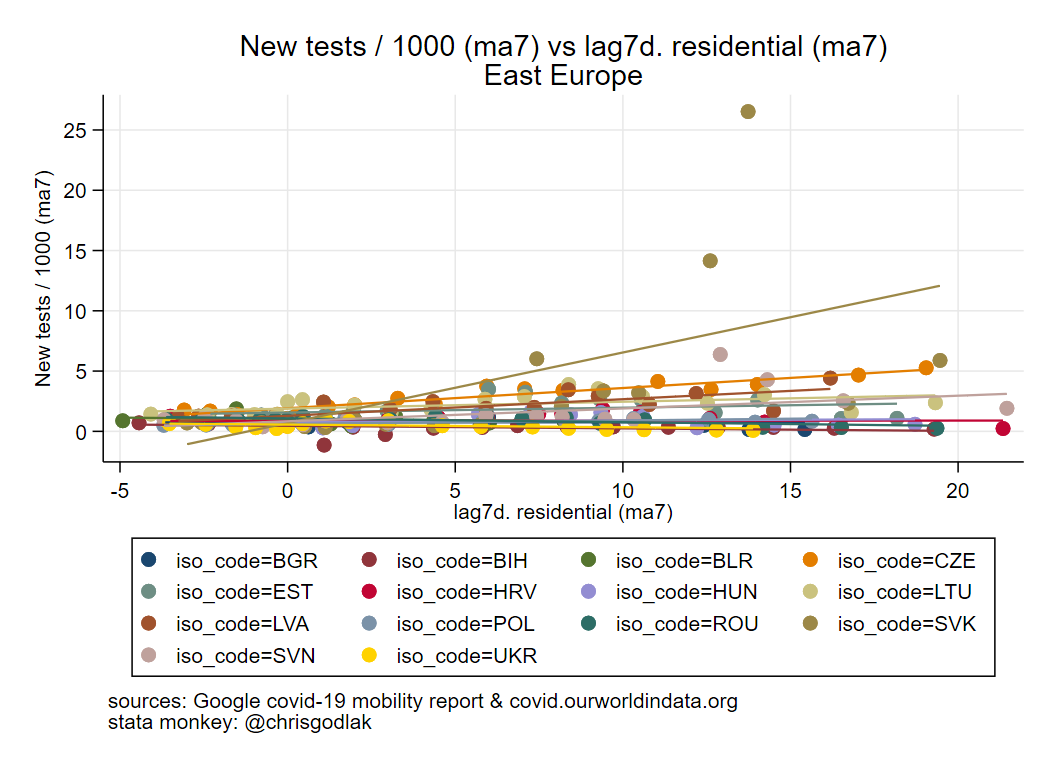 New tests / 1000 (ma7) vs lag7d. residential (ma7)
East Europe
New tests / 1000 (ma7)
25
20
15
10
5
0
-5 0 5 10 15 20
lag7d. residential (ma7)
iso_code=BGR iso_code=BIH iso_code=BLR iso_code=CZE
iso_code=EST iso_code=HRV iso_code=HUN iso_code=LTU
iso_code=LVA iso_code=POL iso_code=ROU iso_code=SVK
iso_code=SVN iso_code=UKR
sources: Google covid-19 mobility report & covid.ourworldindata.org
stata monkey: @chrisgodlak